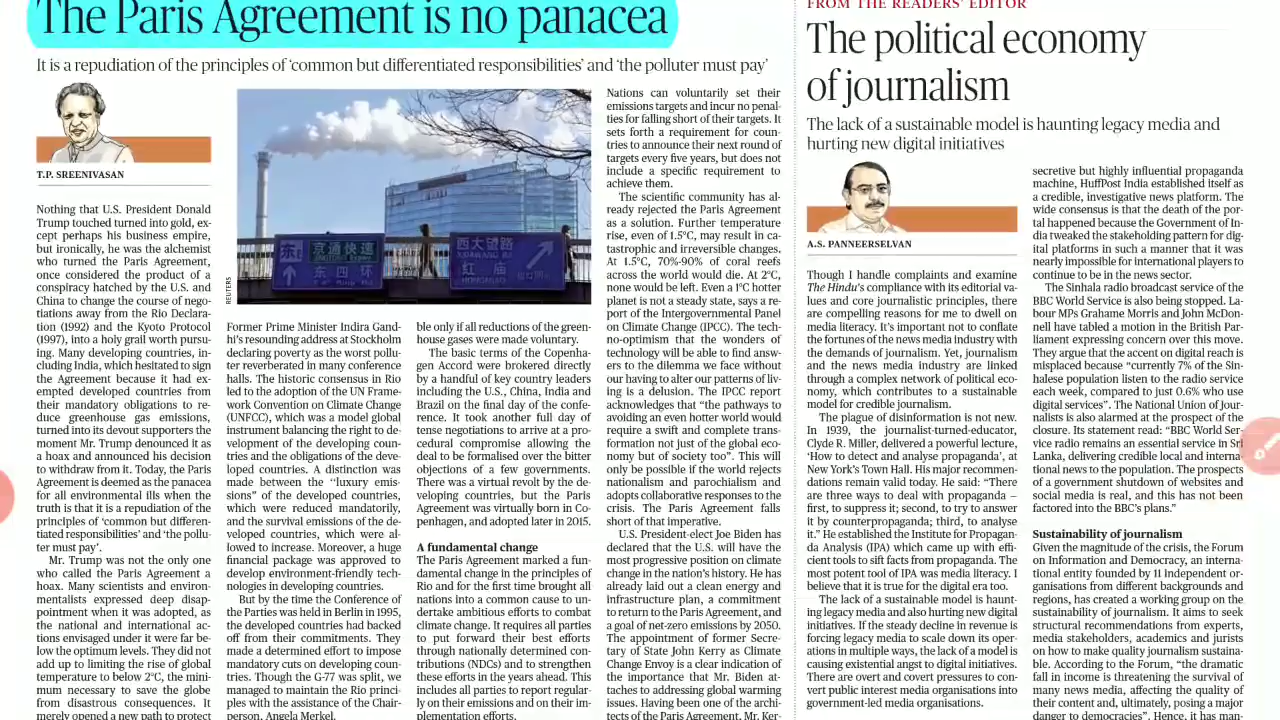 The Paris Agreement is no panacea
It is a repudiation of the principles of ‘common but differentiated responsibilities’ and ‘the polluter must pay’
T.P. SREENIVASAN
Nothing that U.S. President Donald
Trump touched turned into gold, ex-
cept perhaps his business empire,
but ironically, he was the alchemist
who turned the Paris Agreement,
once considered the product of a
conspiracy hatched by the U.S. and
China to change the course of nego-
tiations away from the Rio Declara-
tion (1992) and the Kyoto Protocol
(1997), into a holy grail worth pursu-
ing. Many developing countries, in-
cluding India, which hesitated to sign
the Agreement because it had ex-
empted developed countries from
their mandatory obligations to re-
duce greenhouse gas emissions,
turned into its devout supporters the
moment Mr. Trump denounced it as
a hoax and announced his decision
to withdraw from it. Today, the Paris
Agreement is deemed as the panacea
for all environmental ills when the
truth is that it is a repudiation of the
principles of ‘common but differen-
tiated responsibilities’ and ‘the pollu-
ter must pay’.
Mr. Trump was not the only one
who called the Paris Agreement a
hoax. Many scientists and environ-
mentalists expressed deep disap-
pointment when it was adopted, as
the national and international ac-
tions envisaged under it were far be-
low the optimum levels. They did not
add up to limiting the rise of global
temperature to below 2°C, the mini-
mum necessary to save the globe
from disastrous consequences. It
merely opened a new path to protect
京通快速
东四环
西大望路
红庙
REUTERS
Former Prime Minister Indira Gand-
hi’s resounding address at Stockholm
declaring poverty as the worst pollu-
ter reverberated in many conference
halls. The historic consensus in Rio
led to the adoption of the UN Frame-
work Convention on Climate Change
(UNFCC), which was a model global
instrument balancing the right to de-
velopment of the developing coun-
tries and the obligations of the deve-
loped countries. A distinction was
made between the “luxury emis-
sions” of the developed countries,
which were reduced mandatorily,
and the survival emissions of the de-
veloped countries, which were al-
lowed to increase. Moreover, a huge
financial package was approved to
develop environment-friendly tech-
nologies in developing countries.
But by the time the Conference of
the Parties was held in Berlin in 1995,
the developed countries had backed
off from their commitments. They
made a determined effort to impose
mandatory cuts on developing coun-
tries. Though the G-77 was split, we
managed to maintain the Rio princi-
ples with the assistance of the Chair-
person, Angela Merkel.
ble only if all reductions of the green-
house gases were made voluntary.
The basic terms of the Copenha-
gen Accord were brokered directly
by a handful of key country leaders
including the U.S., China, India and
Brazil on the final day of the confe-
rence. It took another full day of
tense negotiations to arrive at a pro-
cedural compromise allowing the
deal to be formalised over the bitter
objections of a few governments.
There was a virtual revolt by the de-
veloping countries, but the Paris
Agreement was virtually born in Co-
penhagen, and adopted later in 2015.
A fundamental change
The Paris Agreement marked a fun-
damental change in the principles of
Rio and for the first time brought all
nations into a common cause to un-
dertake ambitious efforts to combat
climate change. It requires all parties
to put forward their best efforts
through nationally determined con-
tributions (NDCs) and to strengthen
these efforts in the years ahead. This
includes all parties to report regular-
ly on their emissions and on their im-
plementation efforts.
Nations can voluntarily set their
emissions targets and incur no penal-
ties for falling short of their targets. It
sets forth a requirement for coun-
tries to announce their next round of
targets every five years, but does not
include a specific requirement to
achieve them.
The scientific community has al-
ready rejected the Paris Agreement
as a solution. Further temperature
rise, even of 1.5°C, may result in ca-
tastrophic and irreversible changes.
At 1.5°C, 70%-90% of coral reefs
across the world would die. At 2°C,
none would be left. Even a 1°C hotter
planet is not a steady state, says a re-
port of the Intergovernmental Panel
on Climate Change (IPCC). The tech-
no-optimism that the wonders of
technology will be able to find answ-
ers to the dilemma we face without
our having to alter our patterns of liv-
ing is a delusion. The IPCC report
acknowledges that “the pathways to
avoiding an even hotter world would
require a swift and complete trans-
formation not just of the global eco-
nomy but of society too”. This will
only be possible if the world rejects
nationalism and parochialism and
adopts collaborative responses to the
crisis. The Paris Agreement falls
short of that imperative.
U.S. President-elect Joe Biden has
declared that the U.S. will have the
most progressive position on climate
change in the nation’s history. He has
already laid out a clean energy and
infrastructure plan, a commitment
to return to the Paris Agreement, and
a goal of net-zero emissions by 2050.
The appointment of former Secre-
tary of State John Kerry as Climate
Change Envoy is a clear indication of
the importance that Mr. Biden at-
taches to addressing global warming
issues. Having been one of the archi-
tects of the Paris Agreement, Mr. Ker-
FROM THE READERS’ EDITOR
The political economy
of journalism
The lack of a sustainable model is haunting legacy media and
hurting new digital initiatives
A.S. PANNEERSELVAN
Though I handle complaints and examine
The Hindu’s compliance with its editorial va-
lues and core journalistic principles, there
are compelling reasons for me to dwell on
media literacy. It’s important not to conflate
the fortunes of the news media industry with
the demands of journalism. Yet, journalism
and the news media industry are linked
through a complex network of political eco-
nomy, which contributes to a sustainable
model for credible journalism.
The plague of disinformation is not new.
In 1939, the journalist-turned-educator,
Clyde R. Miller, delivered a powerful lecture,
‘How to detect and analyse propaganda’, at
New York’s Town Hall. His major recommen-
dations remain valid today. He said: “There
are three ways to deal with propaganda –
first, to suppress it; second, to try to answer
it by counterpropaganda; third, to analyse
it.” He established the Institute for Propagan-
da Analysis (IPA) which came up with effi-
cient tools to sift facts from propaganda. The
most potent tool of IPA was media literacy. I
believe that it is true for the digital era too.
The lack of a sustainable model is haunt-
ing legacy media and also hurting new digital
initiatives. If the steady decline in revenue is
forcing legacy media to scale down its oper-
ations in multiple ways, the lack of a model is
causing existential angst to digital initiatives.
There are overt and covert pressures to con-
vert public interest media organisations into
government-led media organisations.
secretive but highly influential propaganda
machine, HuffPost India established itself as
a credible, investigative news platform. The
wide consensus is that the death of the por-
tal happened because the Government of In-
dia tweaked the stakeholding pattern for dig-
ital platforms in such a manner that it was
nearly impossible for international players to
continue to be in the news sector.
The Sinhala radio broadcast service of the
BBC World Service is also being stopped. La-
bour MPs Grahame Morris and John McDon-
nell have tabled a motion in the British Par-
liament expressing concern over this move.
They argue that the accent on digital reach is
misplaced because “currently 7% of the Sin-
halese population listen to the radio service
each week, compared to just 0.6% who use
digital services”. The National Union of Jour-
nalists is also alarmed at the prospect of the
closure. Its statement read: “BBC World Ser-
vice radio remains an essential service in Sri
Lanka, delivering credible local and interna-
tional news to the population. The prospects
of a government shutdown of websites and
social media is real, and this has not been
factored into the BBC’s plans.”
Sustainability of journalism
Given the magnitude of the crisis, the Forum
on Information and Democracy, an interna-
tional entity founded by 11 Independent or-
ganisations from different backgrounds and
regions, has created a working group on the
sustainability of journalism. It aims to seek
structural recommendations from experts,
media stakeholders, academics and jurists
on how to make quality journalism sustaina-
ble. According to the Forum, “the dramatic
fall in income is threatening the survival of
many news media, affecting the quality of
their content and, ultimately, posing a major
danger to democracies”. Hence, it has man-